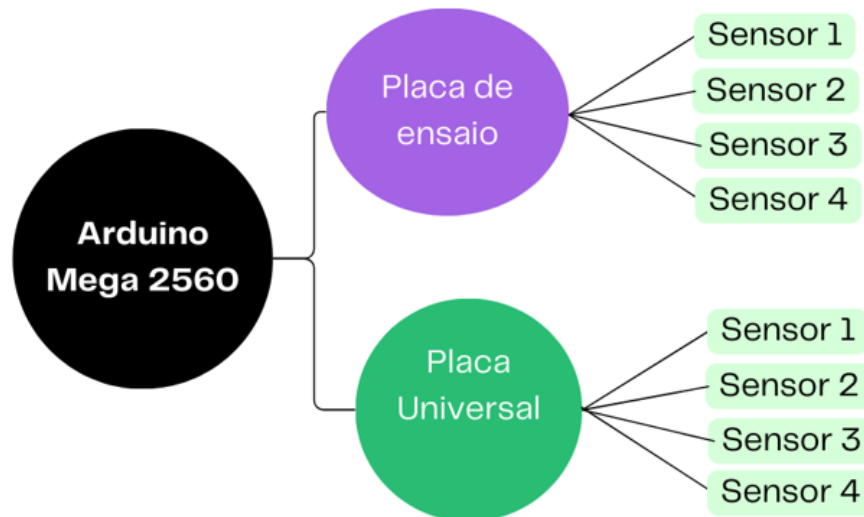 Arduino
Mega 2560
Placa de
ensaio
Sensor 1
Sensor 2
Sensor 3
Sensor 4
Placa
Universal
Sensor 1
Sensor 2
Sensor 3
Sensor 4